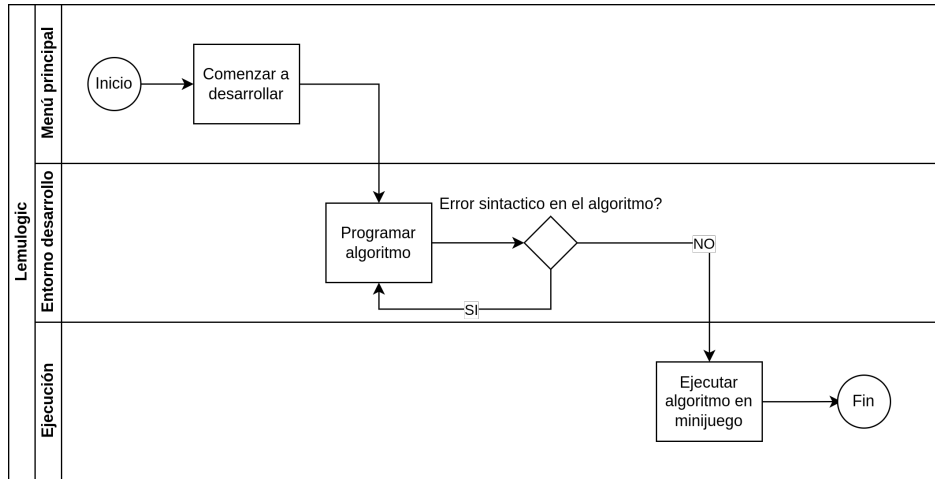 Lemulogic
Menú principal
Inicio
Comenzar a
desarrollar
Entorno desarrollo
Programar
algoritmo
Error sintactico en el algoritmo?
SI
NO
Ejecución
Ejecutar
algoritmo en
minijuego
Fin